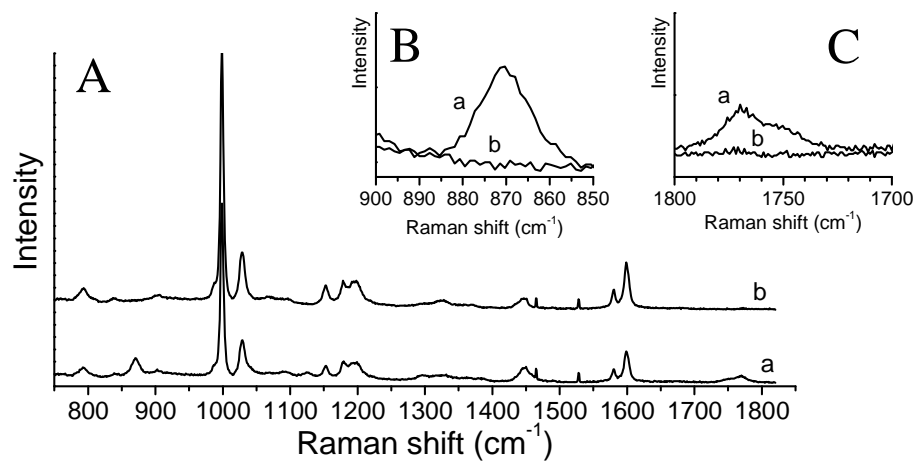 A
B
C
Intensity
a
b
900 890 880 870 860 850
Raman shift (cm-1)
Intensity
a
b
1800 1750 1700
Raman shift (cm-1)
Intensity
b
a
800 900 1000 1100 1200 1300 1400 1500 1600 1700 1800
Raman shift (cm-1)